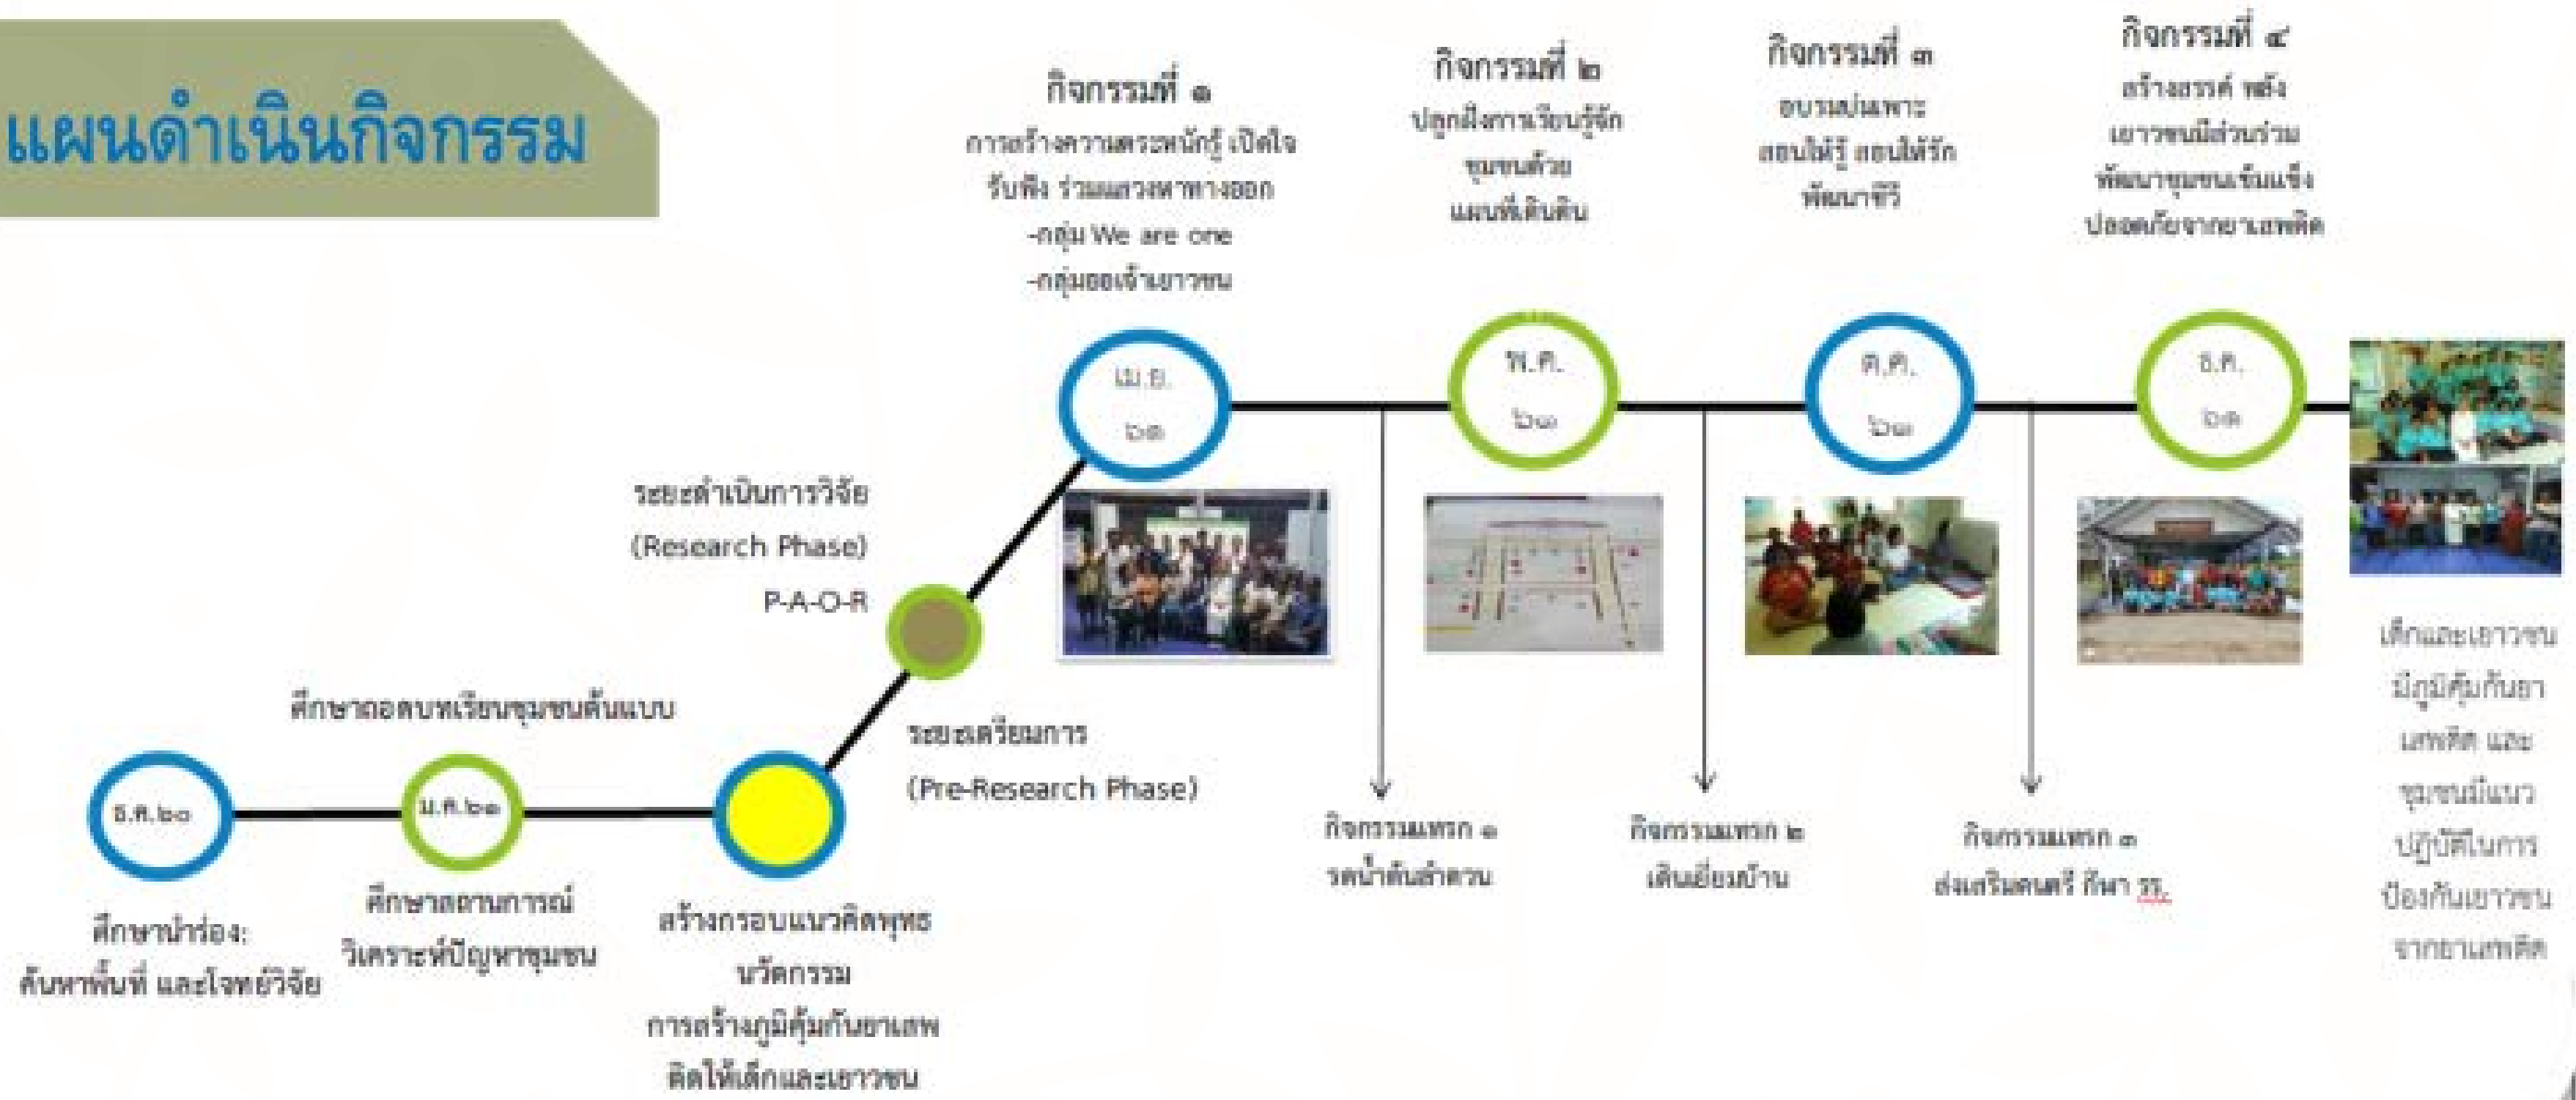 แผนดำเนินกิจกรรม
กิจกรรมที่ ๑
การสร้างความตระหนักรู้ เปิดใจ
รับฟัง ร่วมแสวงหาทางออก
-กลุ่ม We are one
-กลุ่มออเจ้าเยาวชน
กิจกรรมที่ ๒
ปลูกฝังการเรียนรู้จัก
ชุมชนด้วย
แผนที่เดินดิน
กิจกรรมที่ ๓
อบรมบ่มเพาะ
สอนให้รู้ สอนให้รัก
พัฒนาชีวี
กิจกรรมที่ ๔
สร้างสรรค์ พลัง
เยาวชนมีส่วนร่วม
พัฒนาชุมชนเข้มแข็ง
ปลอดภัยจากยาเสพติด
เม.ย.
๖๑
พ.ค.
๖๑
ต.ค.
๖๑
ธ.ค.
๖๑
ระยะดำเนินการวิจัย
(Research Phase)
P-A-O-R
ระยะเตรียมการ
(Pre-Research Phase)
ศึกษาถอดบทเรียนชุมชนต้นแบบ
ธ.ค.๖๐
ม.ค.๖๑
ศึกษานำร่อง:
ค้นหาพื้นที่ และโจทย์วิจัย
ศึกษาสถานการณ์
วิเคราะห์ปัญหาชุมชน
สร้างกรอบแนวคิดพุทธ
นวัตกรรม
การสร้างภูมิคุ้มกันยาเสพ
ติดให้เด็กและเยาวชน
กิจกรรมแทรก ๑
รดน้ำต้นลำดวน
กิจกรรมแทรก ๒
เดินเยี่ยมบ้าน
กิจกรรมแทรก ๓
ส่งเสริมดนตรี กีฬา รร.
เด็กและเยาวชน
มีภูมิคุ้มกันยา
เสพติด และ
ชุมชนมีแนว
ปฏิบัติในการ
ป้องกันเยาวชน
จากยาเสพติด